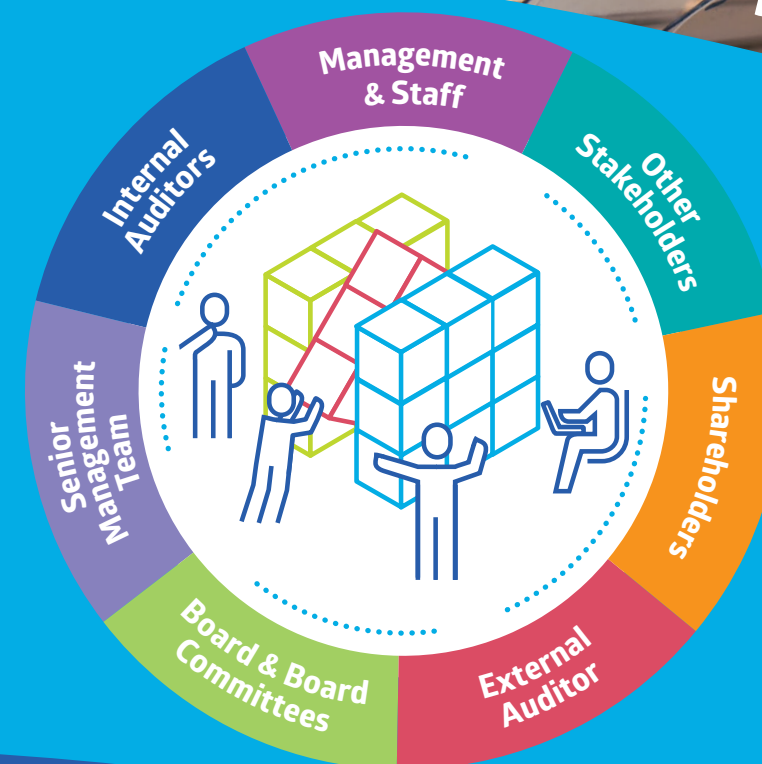 Management
& Staff
Other
Stakeholders
Shareholders
External
Auditor
Board & Board
Committees
Senior
Management
Team
Internal
Auditors